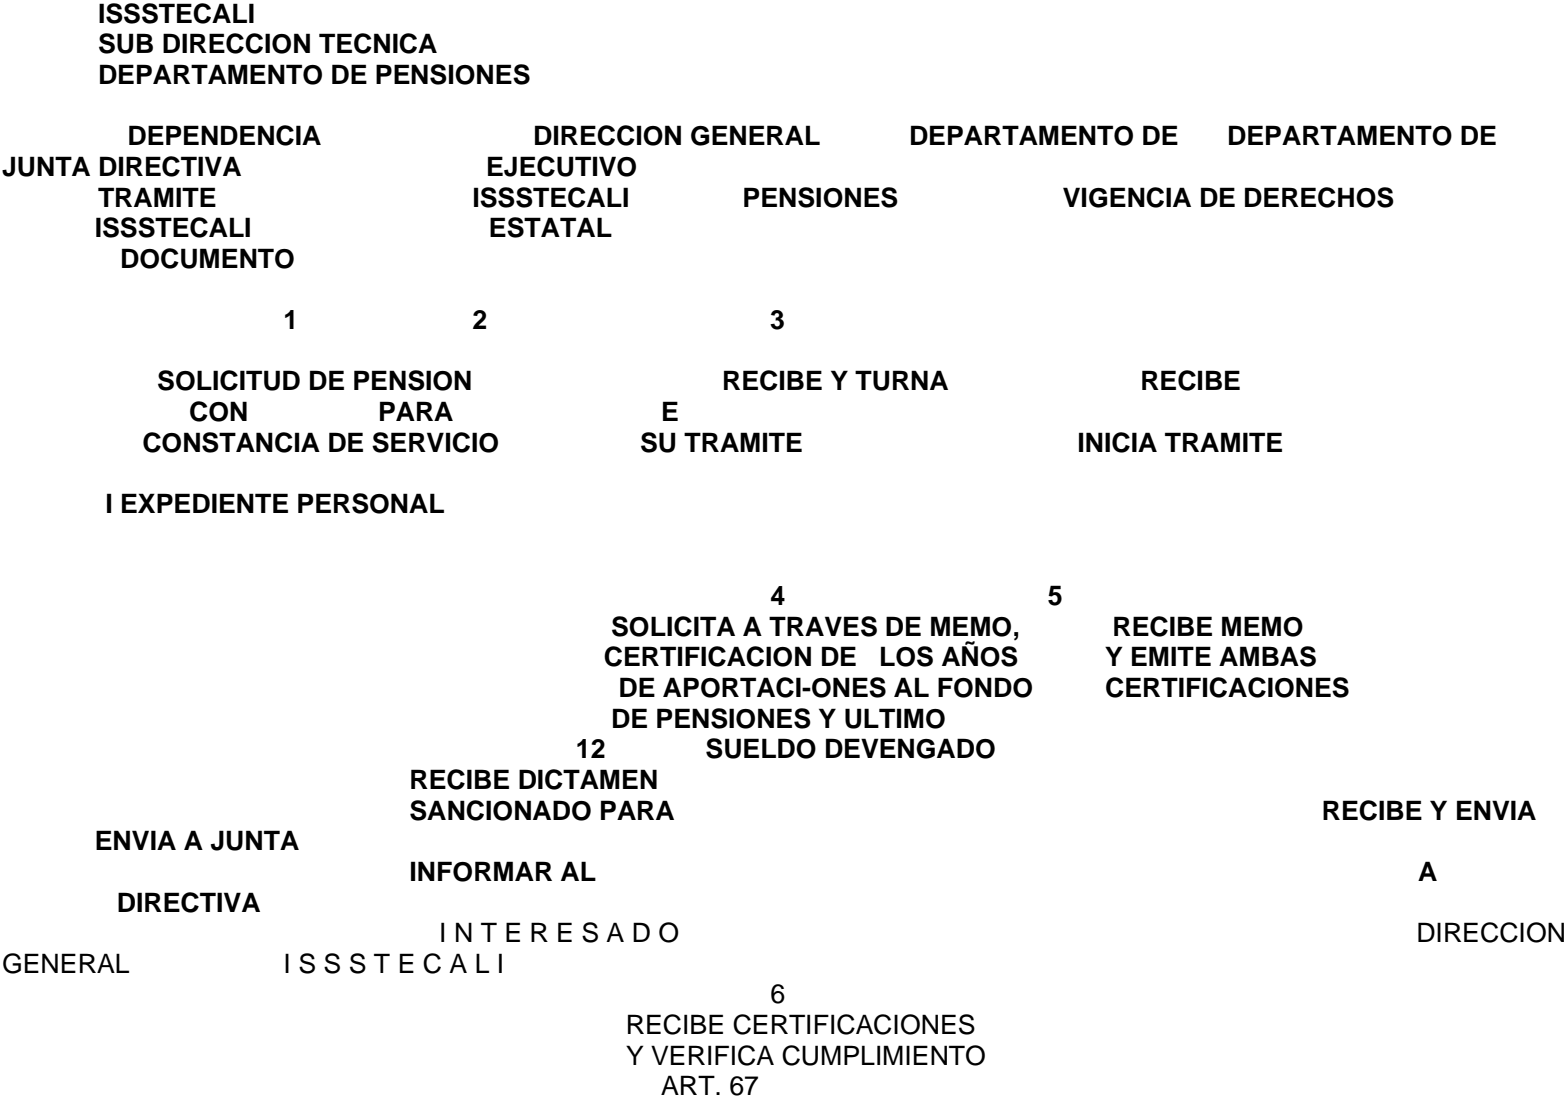 ISSSTECALI
SUB DIRECCION TECNICA
DEPARTAMENTO DE PENSIONES
DEPENDENCIA DIRECCION GENERAL DEPARTAMENTO DE DEPARTAMENTO DE
JUNTA DIRECTIVA EJECUTIVO
TRAMITE ISSSTECALI PENSIONES VIGENCIA DE DERECHOS
ISSSTECALI ESTATAL
DOCUMENTO
1 2 3
SOLICITUD DE PENSION RECIBE Y TURNA RECIBE
CON PARA E
CONSTANCIA DE SERVICIO SU TRAMITE INICIA TRAMITE
I EXPEDIENTE PERSONAL
4 5
SOLICITA A TRAVES DE MEMO, RECIBE MEMO
CERTIFICACION DE LOS AÑOS Y EMITE AMBAS
DE APORTACI-ONES AL FONDO CERTIFICACIONES
DE PENSIONES Y ULTIMO
12 SUELDO DEVENGADO
RECIBE DICTAMEN
SANCIONADO PARA RECIBE Y ENVIA
ENVIA A JUNTA
INFORMAR AL A
DIRECTIVA
I N T E R E S A D O DIRECCION
GENERAL I S S S T E C A L I
6
RECIBE CERTIFICACIONES
Y VERIFICA CUMPLIMIENTO
ART. 67